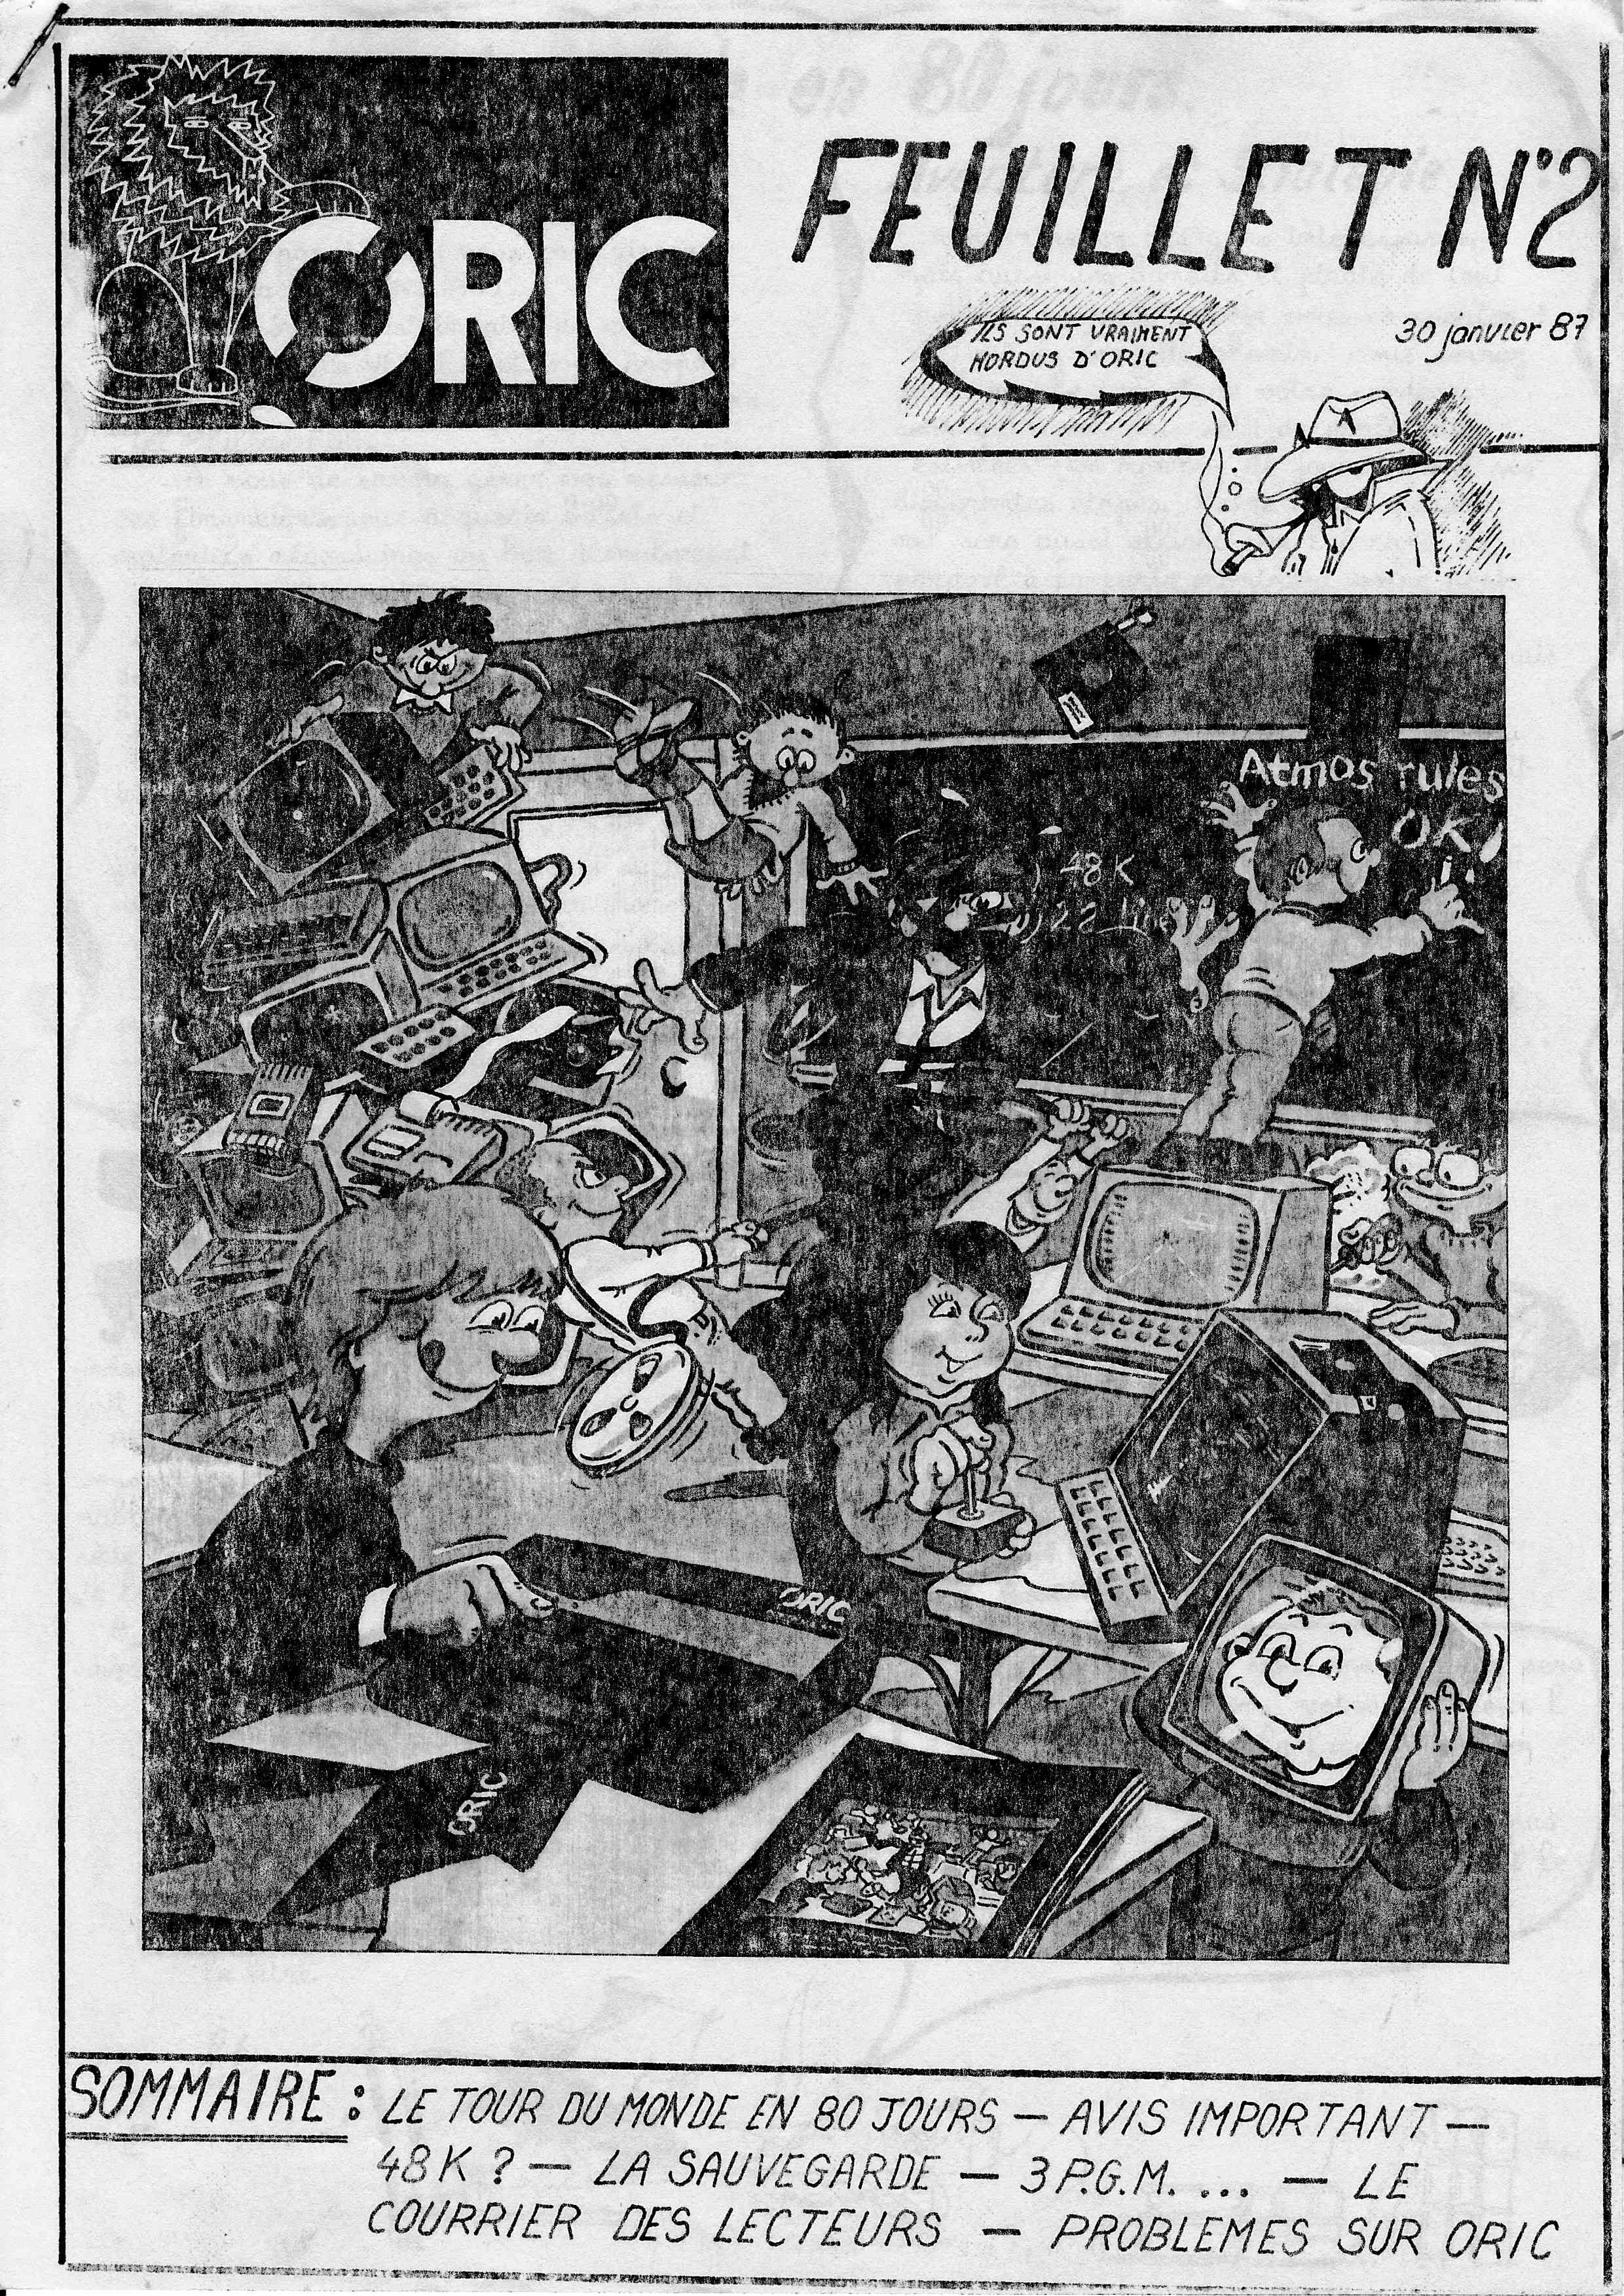 ORIC
FEUILLET N°2
30 janvier 87
ILS SONT VRAIMENT
MORDUS D'ORIC
Atmos rules
OK!
48K
ORIC
ORIC
SOMMAIRE : LE TOUR DU MONDE EN 80 JOURS — AVIS IMPORTANT —
48K ? — LA SAUVEGARDE — 3 P.G.M. ... — LE
COURRIER DES LECTEURS — PROBLEMES SUR ORIC